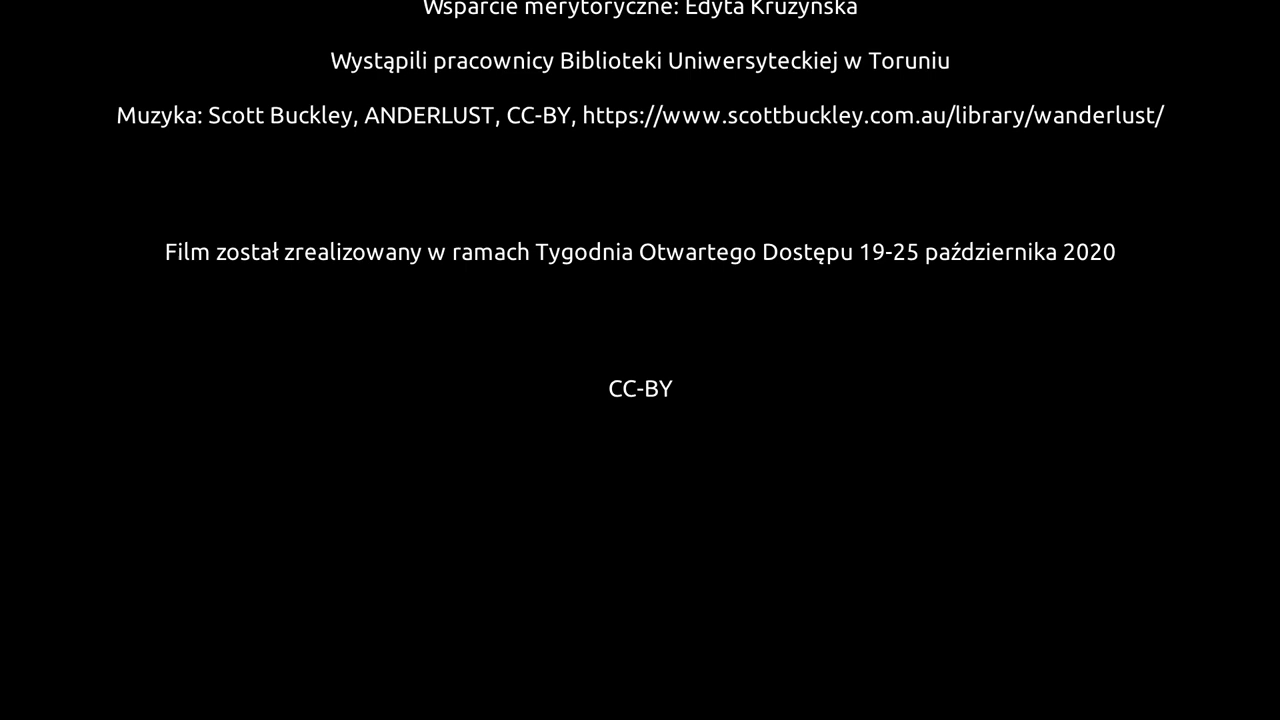 Wsparcie merytoryczne: Edyta Krużyńska
Wystąpili pracownicy Biblioteki Uniwersyteckiej w Toruniu
Muzyka: Scott Buckley, ANDERLUST, CC-BY, https://www.scottbuckley.com.au/library/wanderlust/
Film został zrealizowany w ramach Tygodnia Otwartego Dostępu 19-25 października 2020
CC-BY